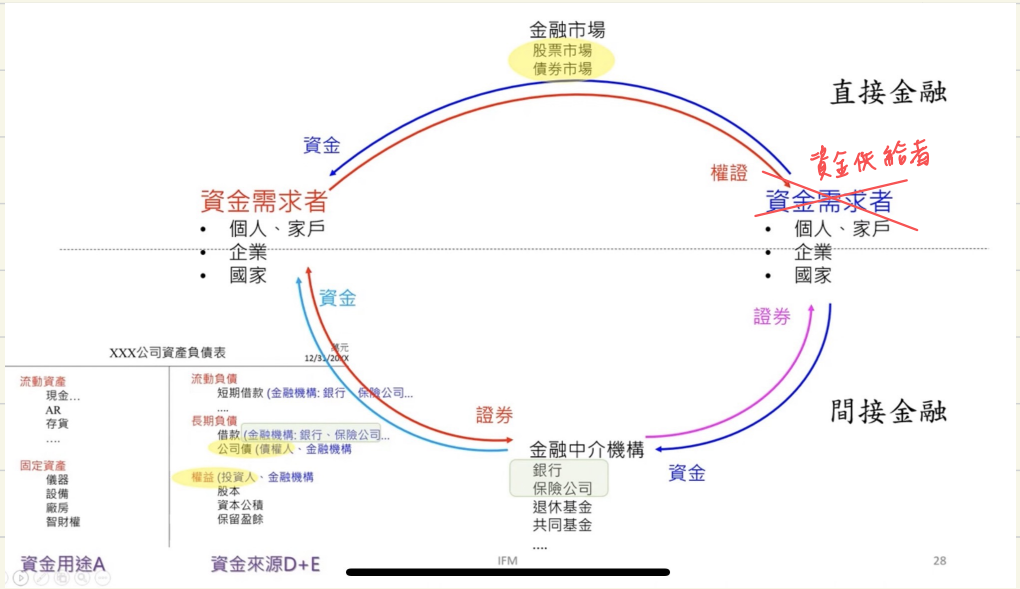 金融市場
股票市場
債券市場
直接金融
資金
權證
資金供給者
資金需求者
• 個人、家戶
• 企業
• 國家
資金需求者
• 個人、家戶
• 企業
• 國家
資金
證券
XXX公司資產負債表
萬元
12/31/20XX
流動資產
現金…
AR
存貨
….
固定資產
儀器
設備
廠房
智財權
流動負債
短期借款 (金融機構: 銀行、保險公司...
….
長期負債
借款 (金融機構: 銀行、保險公司...
公司債 (債權人、金融機構
權益 (投資人、金融機構
股本
資本公積
保留盈餘
資金用途A
資金來源D+E
證券
間接金融
金融中介機構
銀行
保險公司
退休基金
共同基金
….
資金
IFM
28